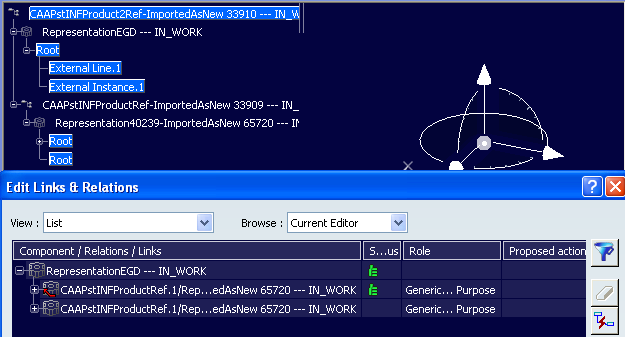 CAAPstINFProduct2Ref-ImportedAsNew 33910 --- IN_W
RepresentationEGD --- IN_WORK
Root
External Line.1
External Instance.1
CAAPstINFProductRef-ImportedAsNew 33909 --- IN_
Representation40239-ImportedAsNew 65720 --- IN
Root
Root
Edit Links & Relations
View : List Browse : Current Editor
Component / Relations / Links S...us Role Proposed action
RepresentationEGD --- IN_WORK
CAAPstINFProductRef.1/Rep...edAsNew 65720 --- IN_WORK Generic... Purpose
CAAPstINFProductRef.1/Rep...edAsNew 65720 --- IN_WORK Generic... Purpose